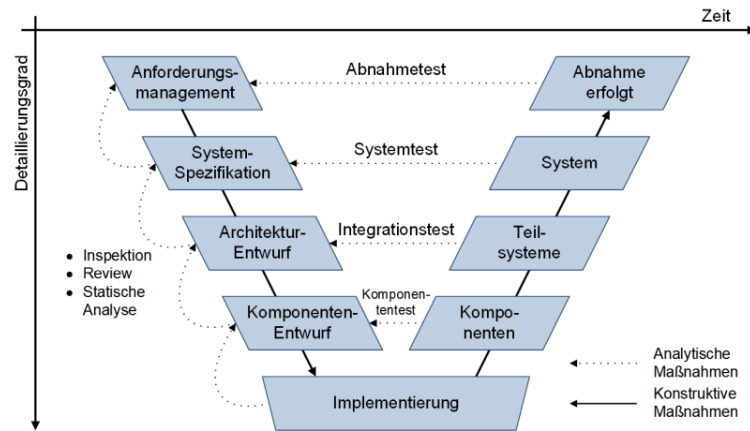 Zeit
Detaillierungsgrad
Anforderungs-
management
Abnahmetest
Abnahme
erfolgt
System-
Spezifikation
Systemtest
System
Architektur-
Entwurf
Integrationstest
Teil-
systeme
• Inspektion
• Review
• Statische
Analyse
Komponenten-
Entwurf
Komponen-
tentest
Kompo-
nenten
Implementierung
Analytische
Maßnahmen
Konstruktive
Maßnahmen